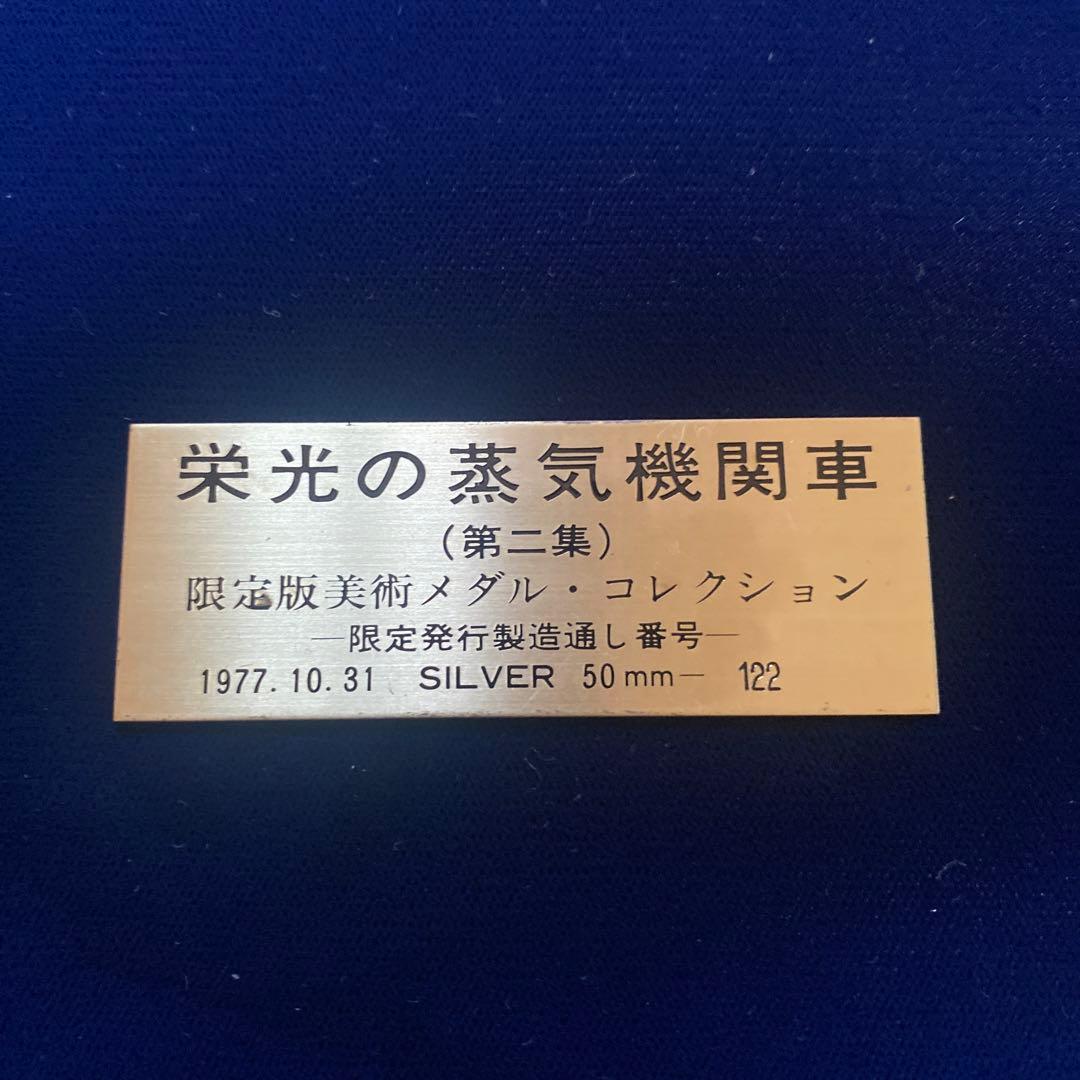 栄光の蒸気機関車
（第二集）
限定版美術メダル・コレクション
—限定発行製造通し番号—
1977.10.31 SILVER 50mm— 122